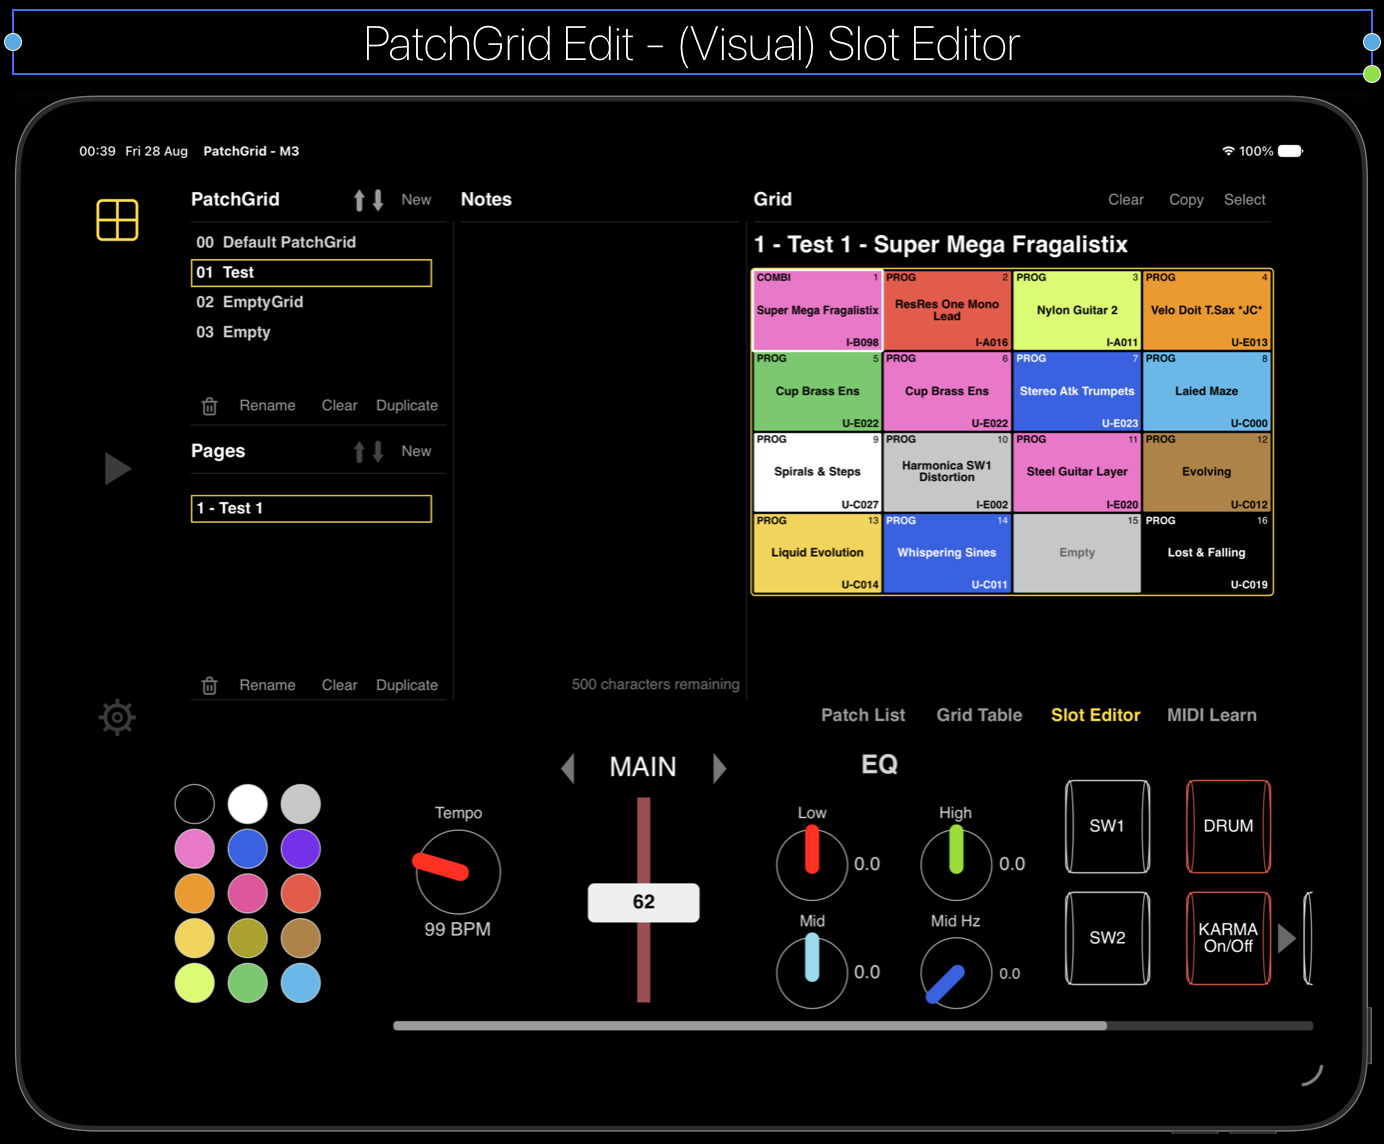 PatchGrid Edit - (Visual) Slot Editor
00:39 Fri 28 Aug PatchGrid - M3
100%
PatchGrid New
00 Default PatchGrid
01 Test
02 EmptyGrid
03 Empty
Rename Clear Duplicate
Pages New
1 - Test 1
Rename Clear Duplicate
Notes
500 characters remaining
Grid Clear Copy Select
1 - Test 1 - Super Mega Fragalistix
COMBI 1
Super Mega Fragalistix
I-B098
PROG 2
ResRes One Mono
Lead
I-A016
PROG 3
Nylon Guitar 2
I-A011
PROG 4
Velo Doit T.Sax *JC*
U-E013
PROG 5
Cup Brass Ens
U-E022
PROG 6
Cup Brass Ens
U-E022
PROG 7
Stereo Atk Trumpets
U-E023
PROG 8
Laied Maze
U-C000
PROG 9
Spirals & Steps
U-C027
PROG 10
Harmonica SW1
Distortion
I-E002
PROG 11
Steel Guitar Layer
I-E020
PROG 12
Evolving
U-C012
PROG 13
Liquid Evolution
U-C014
PROG 14
Whispering Sines
U-C011
15
Empty
PROG 16
Lost & Falling
U-C019
Patch List Grid Table Slot Editor MIDI Learn
Tempo
99 BPM
MAIN
62
EQ
Low
0.0
High
0.0
Mid
0.0
Mid Hz
0.0
SW1
DRUM
SW2
KARMA
On/Off